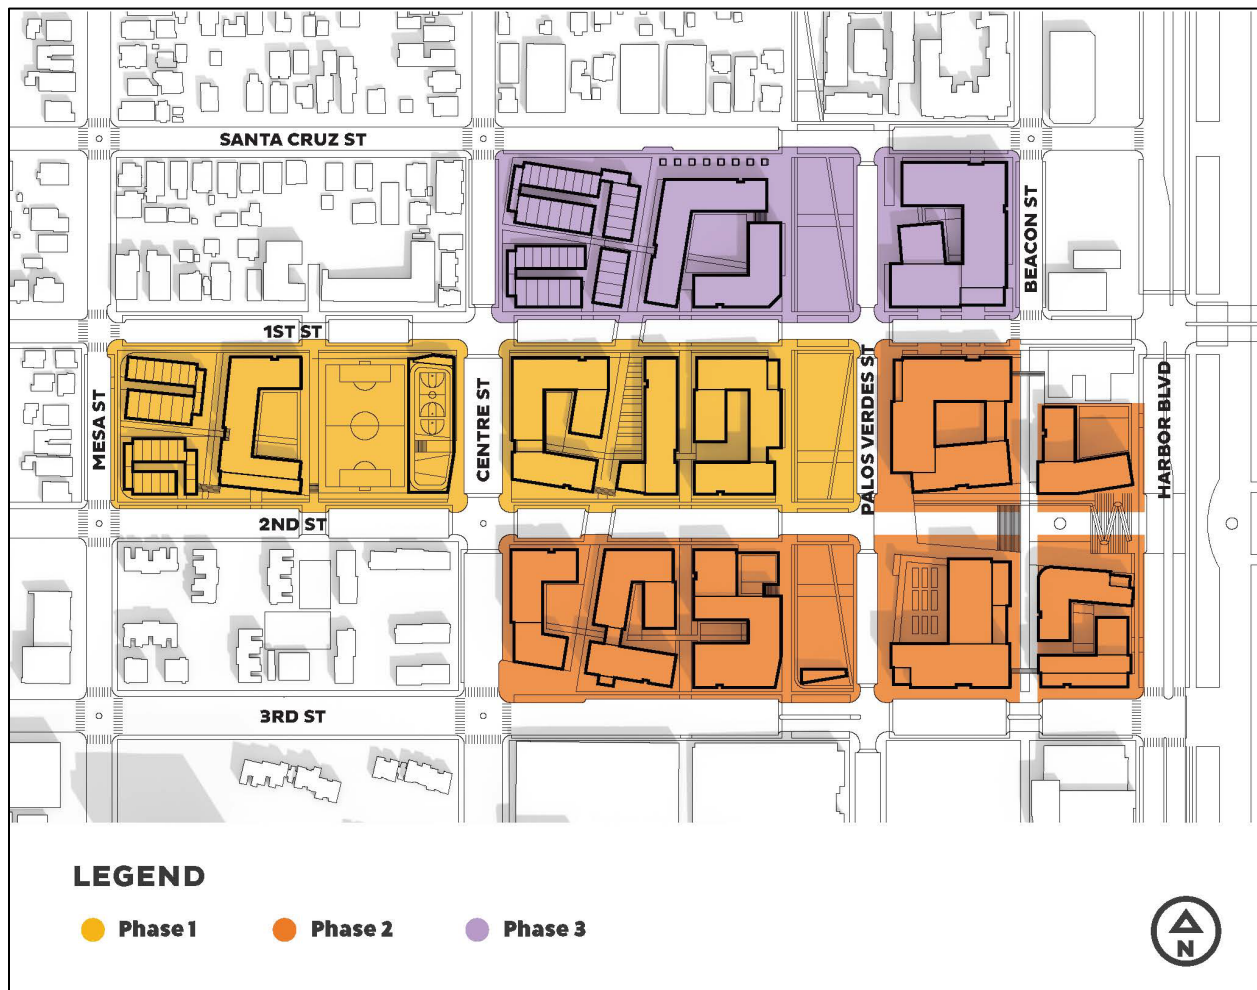 SANTA CRUZ ST
BEACON ST
1ST ST
MESA ST
CENTRE ST
PALOS VERDES ST
HARBOR BLVD
2ND ST
3RD ST
LEGEND
Phase 1
Phase 2
Phase 3
N